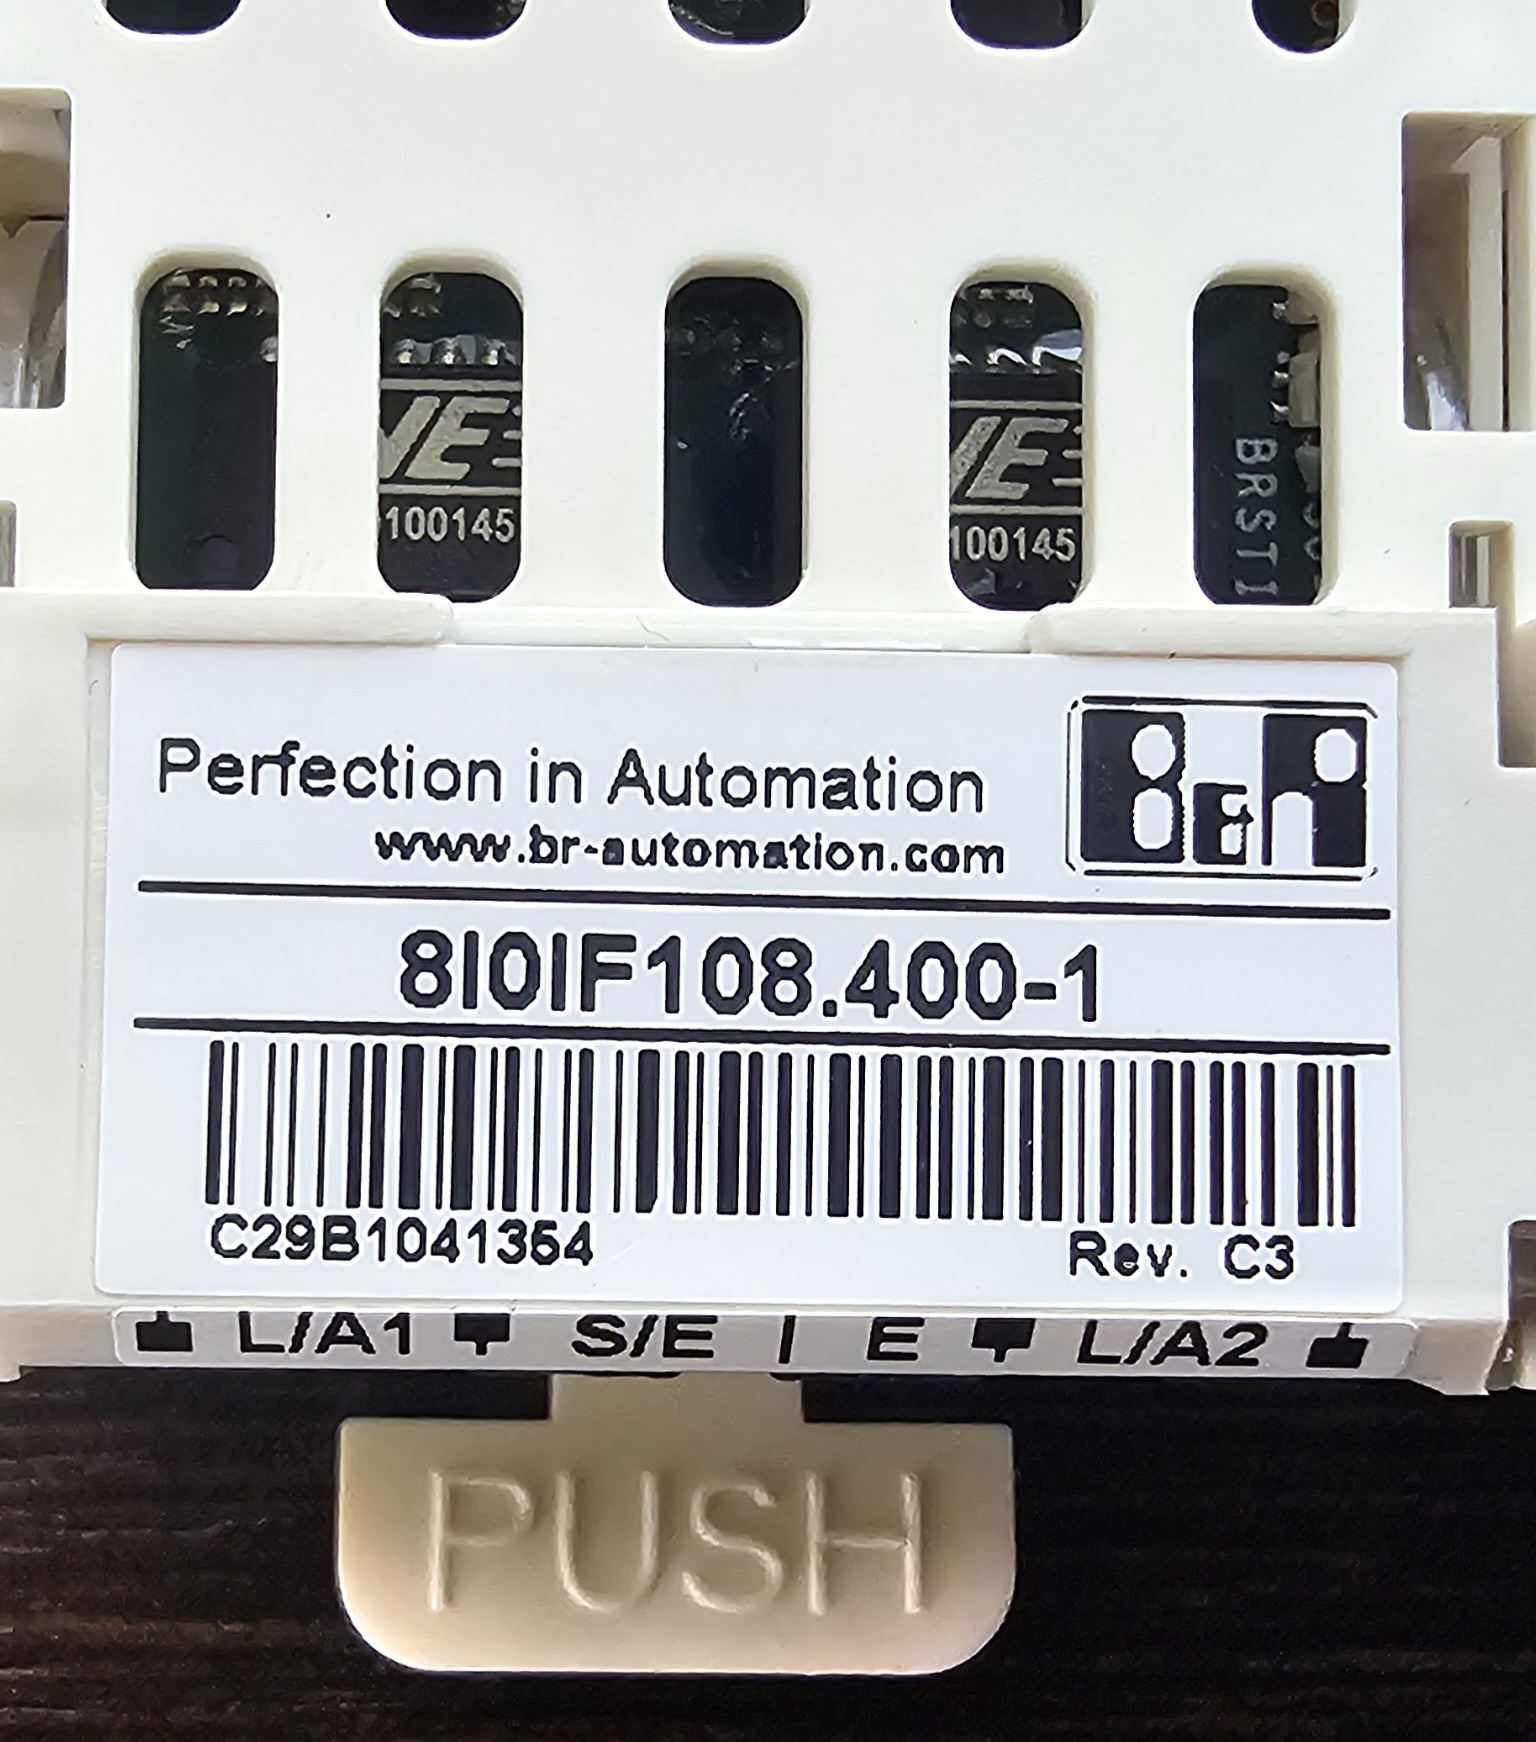 100145
100145
BRSTI
Perfection in Automation
B&R
www.br-automation.com
8I0IF108.400-1
C29B1041354
Rev. C3
L/A1 S/E | E L/A2
PUSH